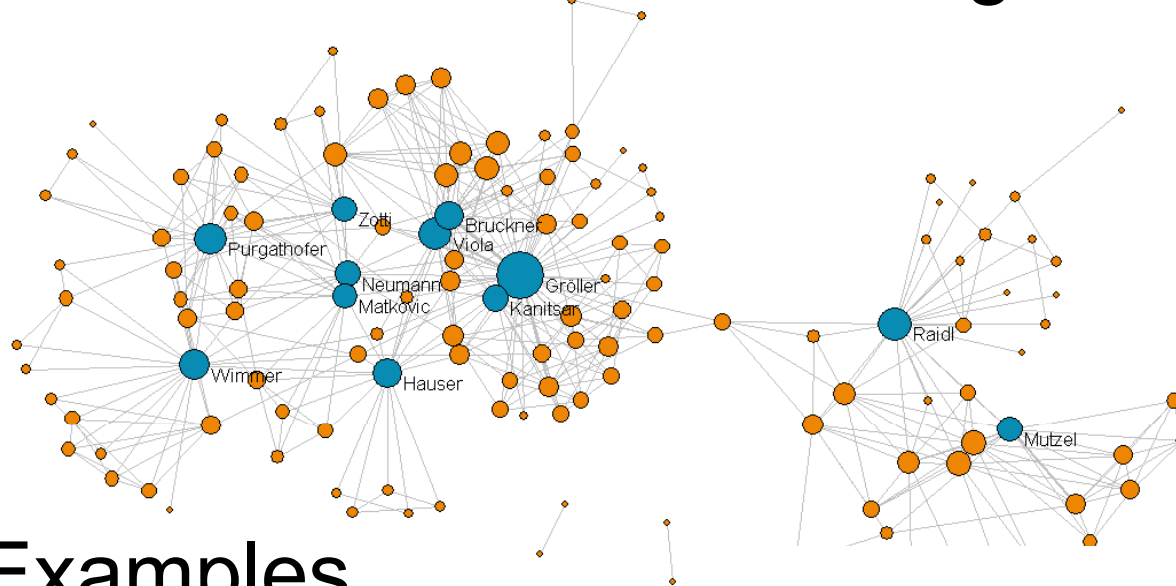 Zotti
Bruckner
Viola
Purgathofer
Neumann
Gröller
Matkovic
Kanitsar
Raidl
Wimmer
Hauser
Mutzel
Examples